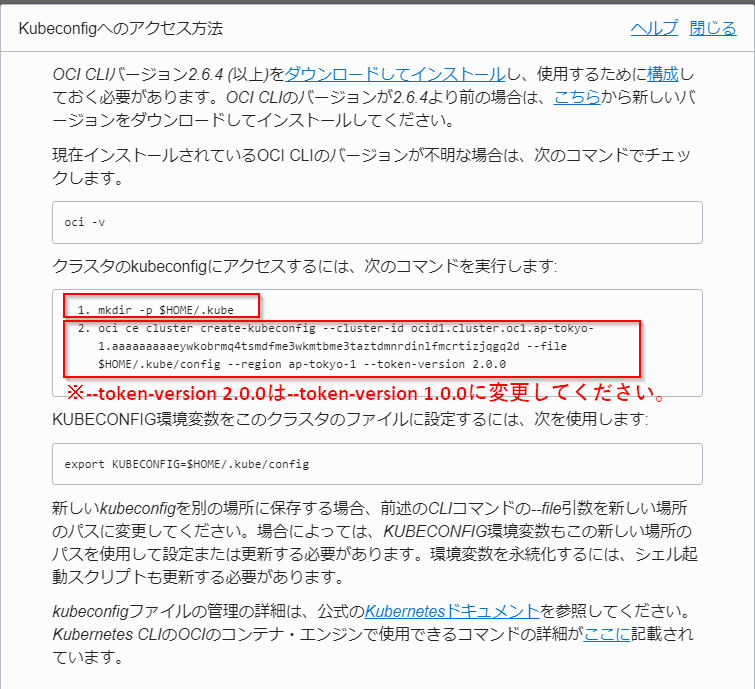 Kubeconfigへのアクセス方法
ヘルプ 閉じる
OCI CLIバージョン2.6.4 (以上)をダウンロードしてインストールし、使用するために構成し
ておく必要があります。OCI CLIのバージョンが2.6.4より前の場合は、こちらから新しいバ
ージョンをダウンロードしてインストールしてください。
現在インストールされているOCI CLIのバージョンが不明な場合は、次のコマンドでチェッ
クします。
oci -v
クラスタのkubeconfigにアクセスするには、次のコマンドを実行します:
1. mkdir -p $HOME/.kube
2. oci ce cluster create-kubeconfig --cluster-id ocid1.cluster.oc1.ap-tokyo-
1.aaaaaaaaaeywkobrmq4tsmdfme3wkmtbme3taztdmnrdinlfmcrtizjqgq2d --file
$HOME/.kube/config --region ap-tokyo-1 --token-version 2.0.0
※--token-version 2.0.0は--token-version 1.0.0に変更してください。
KUBECONFIG環境変数をこのクラスタのファイルに設定するには、次を使用します:
export KUBECONFIG=$HOME/.kube/config
新しいkubeconfigを別の場所に保存する場合、前述のCLIコマンドの--file引数を新しい場所
のパスに変更してください。場合によっては、KUBECONFIG環境変数もこの新しい場所の
パスを使用して設定または更新する必要があります。環境変数を永続化するには、シェル起
動スクリプトも更新する必要があります。
kubeconfigファイルの管理の詳細は、公式のKubernetesドキュメントを参照してください。
Kubernetes CLIのOCIのコンテナ・エンジンで使用できるコマンドの詳細がここに記載され
ています。